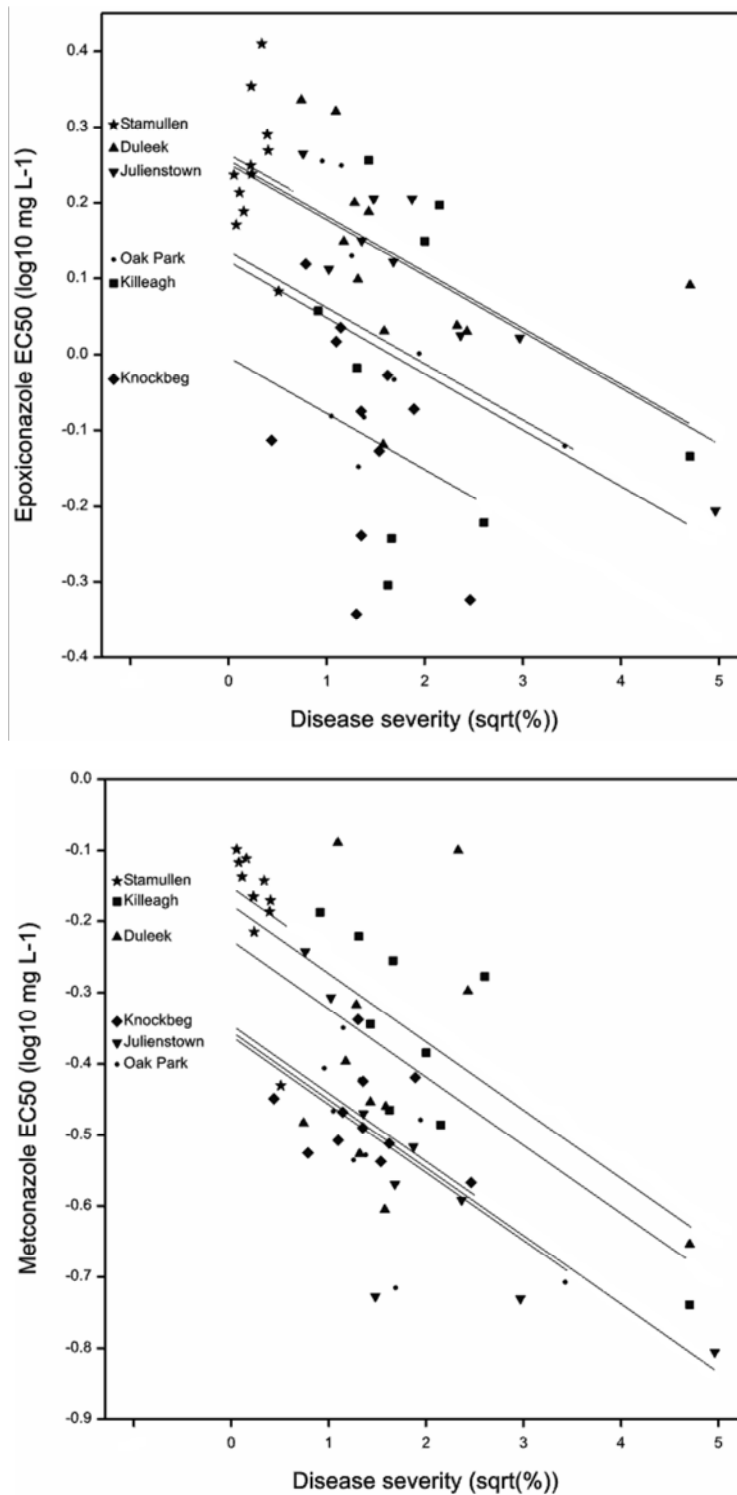 0.4
0.3
0.2
0.1
0.0
-0.1
-0.2
-0.3
-0.4
Epoxiconazole EC50 (log10 mg L-1)
Stamullen
Duleek
Julienstown
Oak Park
Killeagh
Knockbeg
0 1 2 3 4 5
Disease severity (sqrt(%))
0.0
-0.1
-0.2
-0.3
-0.4
-0.5
-0.6
-0.7
-0.8
-0.9
Metconazole EC50 (log10 mg L-1)
Stamullen
Killeagh
Duleek
Knockbeg
Julienstown
Oak Park
0 1 2 3 4 5
Disease severity (sqrt(%))